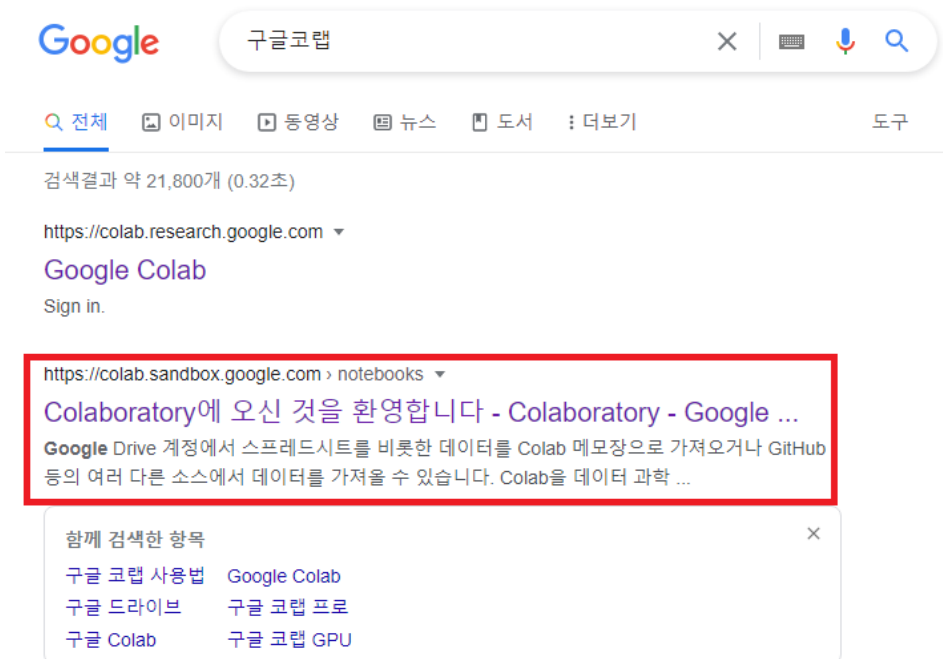 Google 구글코랩
전체 이미지 동영상 뉴스 도서 더보기 도구
검색결과 약 21,800개 (0.32초)
https://colab.research.google.com
Google Colab
Sign in.
https://colab.sandbox.google.com › notebooks
Colaboratory에 오신 것을 환영합니다 - Colaboratory - Google ...
Google Drive 계정에서 스프레드시트를 비롯한 데이터를 Colab 메모장으로 가져오거나 GitHub
등의 여러 다른 소스에서 데이터를 가져올 수 있습니다. Colab을 데이터 과학 ...
함께 검색한 항목
구글 코랩 사용법 Google Colab
구글 드라이브 구글 코랩 프로
구글 Colab 구글 코랩 GPU